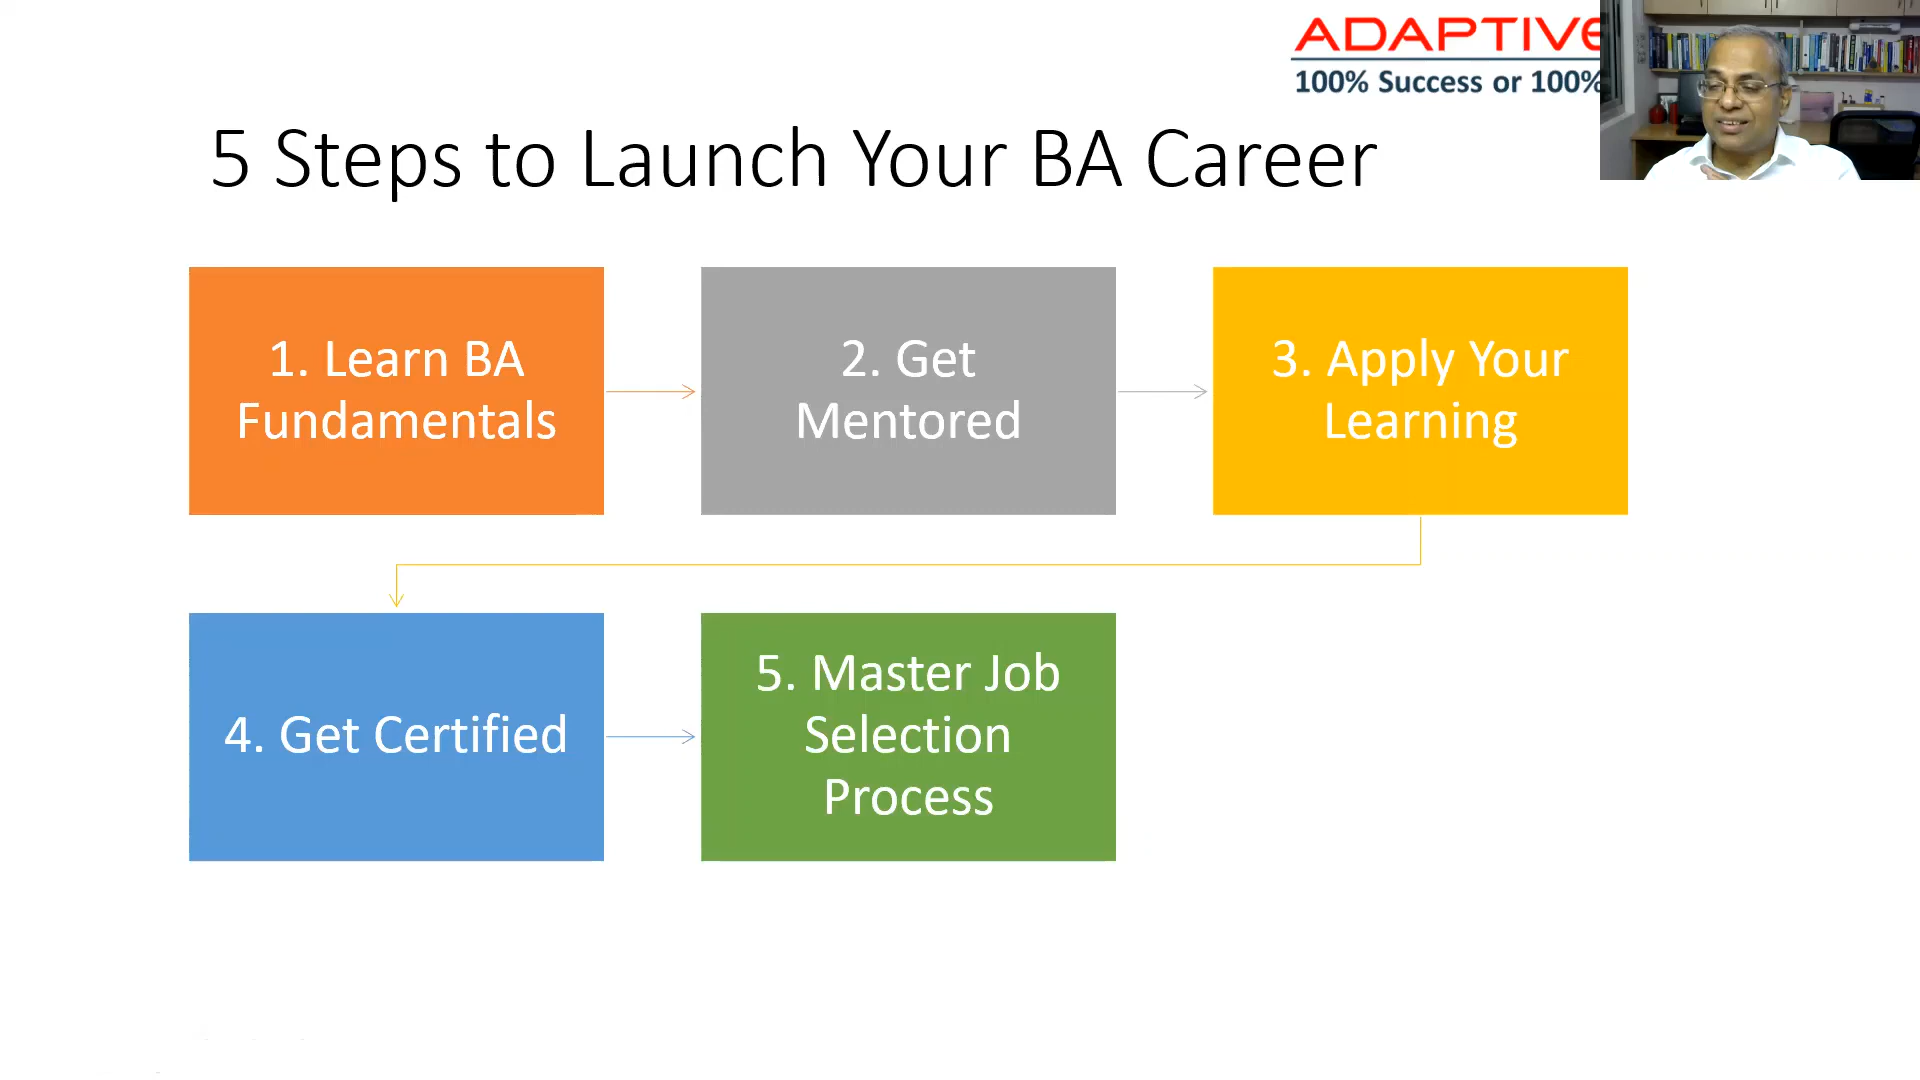 ADAPTIVE
100% Success or 100%
5 Steps to Launch Your BA Career
1. Learn BA
Fundamentals
2. Get
Mentored
3. Apply Your
Learning
4. Get Certified
5. Master Job
Selection
Process